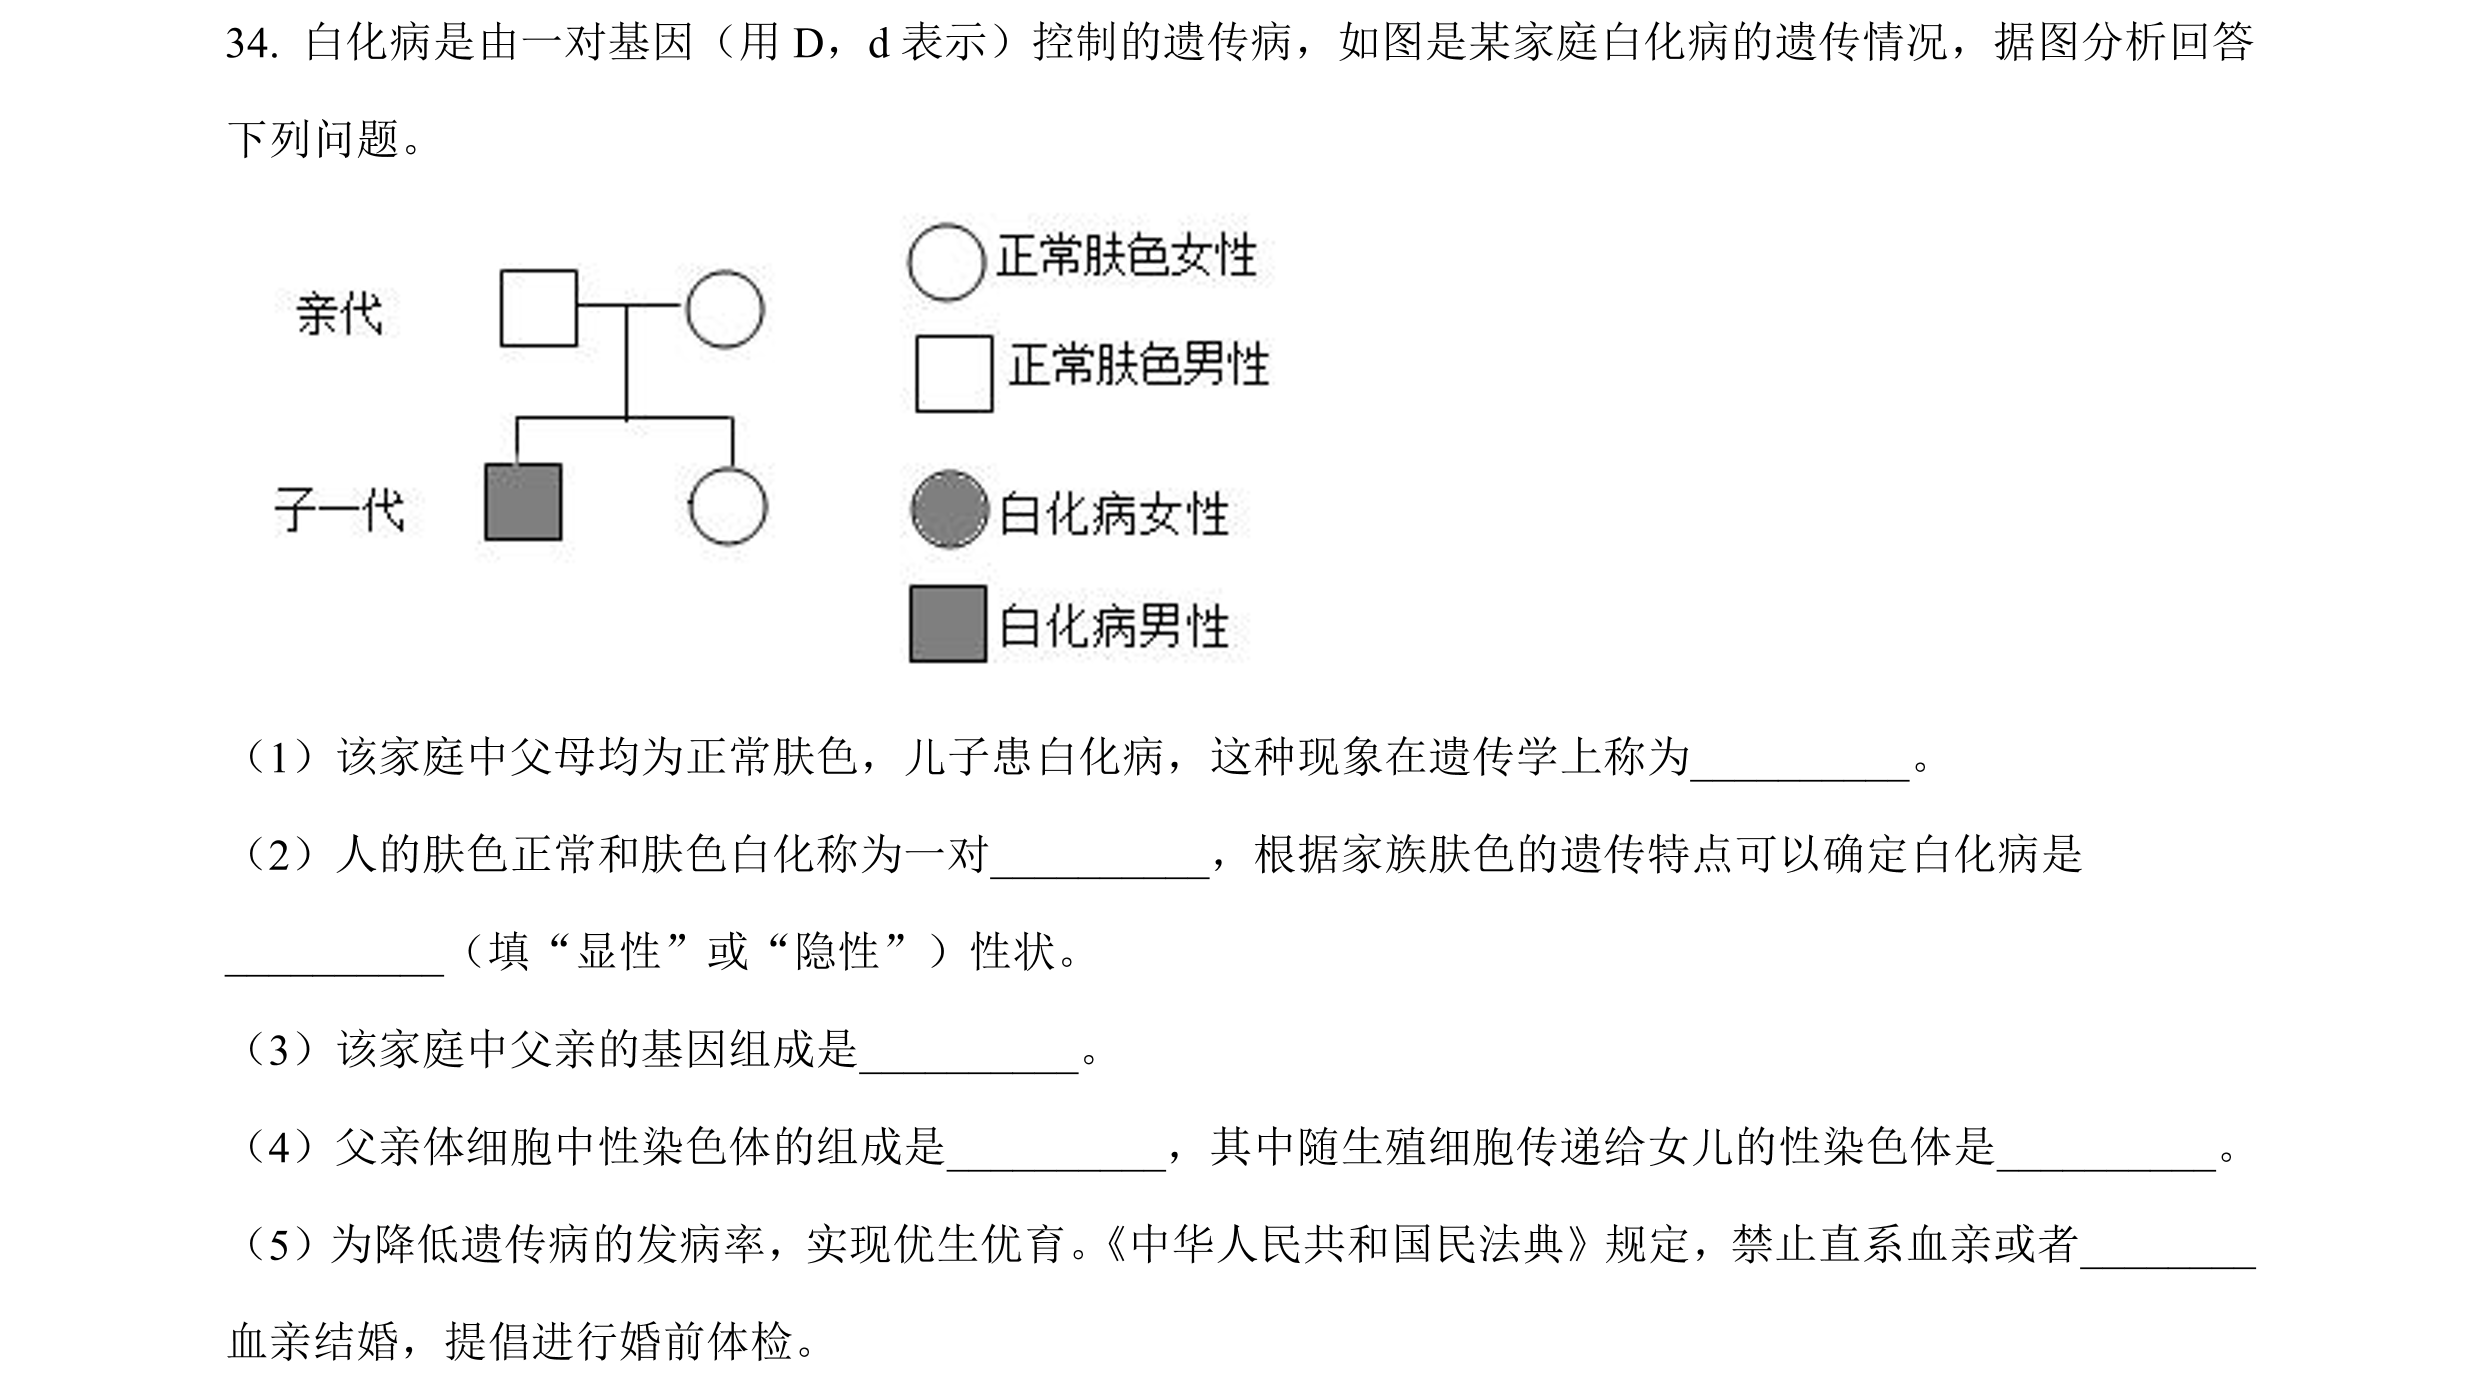 34. 白化病是由一对基因（用 D，d 表示）控制的遗传病，如图是某家庭白化病的遗传情况，据图分析回答
下列问题。
正常肤色女性
亲代
正常肤色男性
子一代
白化病女性
白化病男性
（1）该家庭中父母均为正常肤色，儿子患白化病，这种现象在遗传学上称为__________。
（2）人的肤色正常和肤色白化称为一对__________，根据家族肤色的遗传特点可以确定白化病是
__________（填“显性”或“隐性”）性状。
（3）该家庭中父亲的基因组成是__________。
（4）父亲体细胞中性染色体的组成是__________，其中随生殖细胞传递给女儿的性染色体是__________。
（5）为降低遗传病的发病率，实现优生优育。《中华人民共和国民法典》规定，禁止直系血亲或者________
血亲结婚，提倡进行婚前体检。